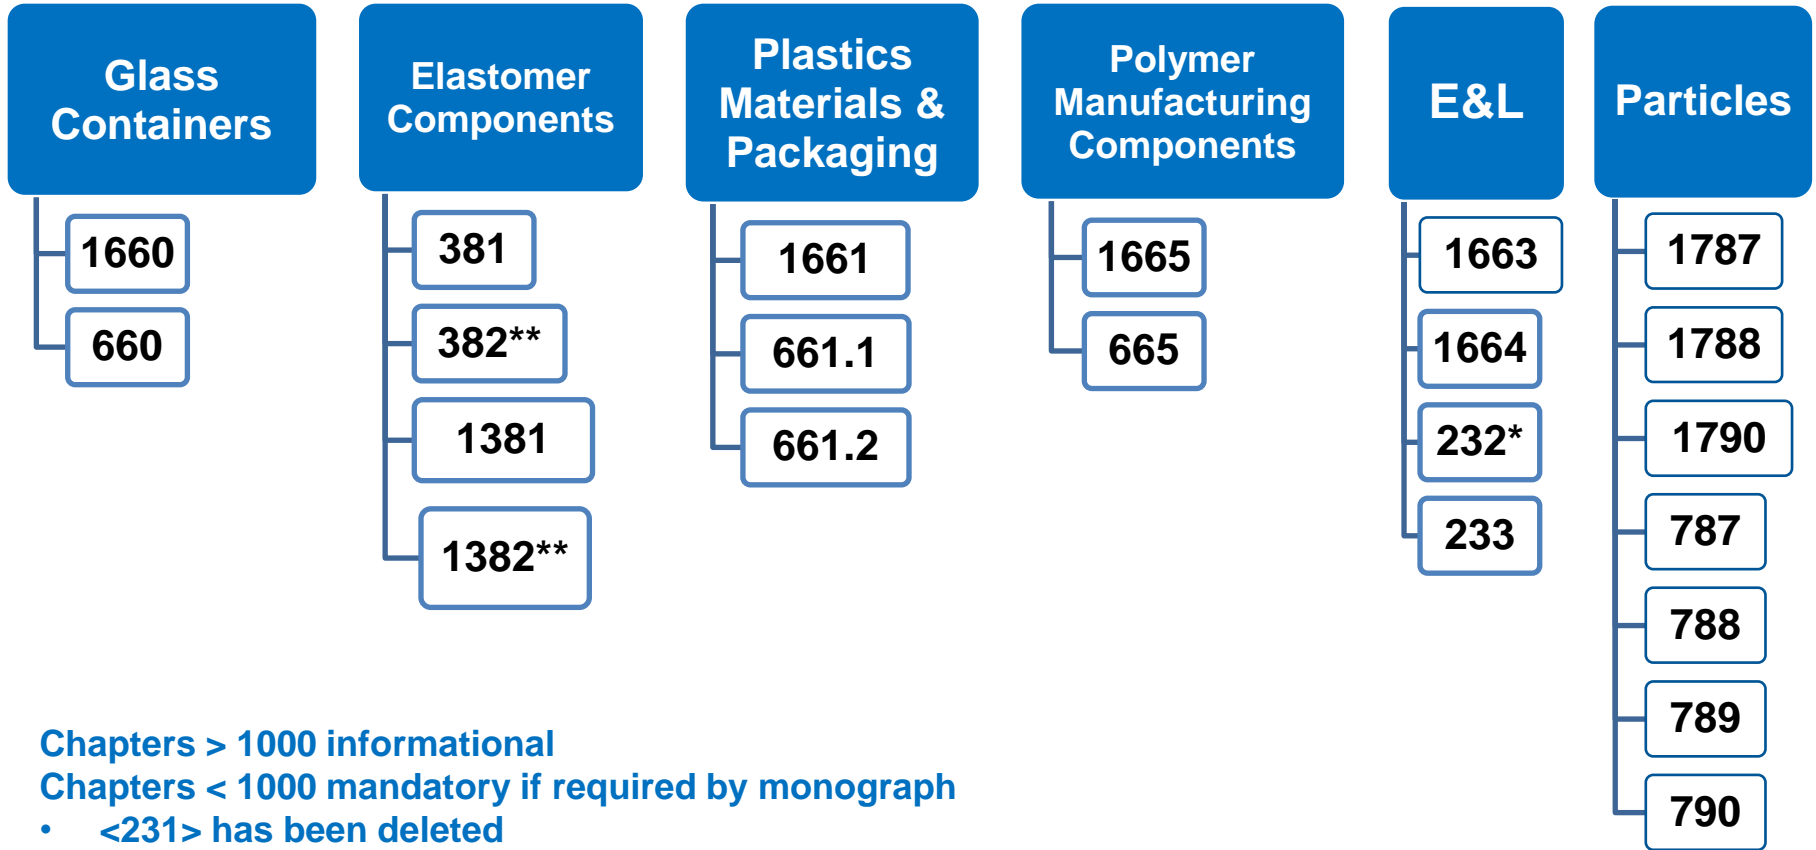 Glass
Containers
1660
660
Elastomer
Components
381
382**
1381
1382**
Plastics
Materials &
Packaging
1661
661.1
661.2
Polymer
Manufacturing
Components
1665
665
E&L
1663
1664
232*
233
Particles
1787
1788
1790
787
788
789
790
Chapters > 1000 informational
Chapters < 1000 mandatory if required by monograph
• <231> has been deleted